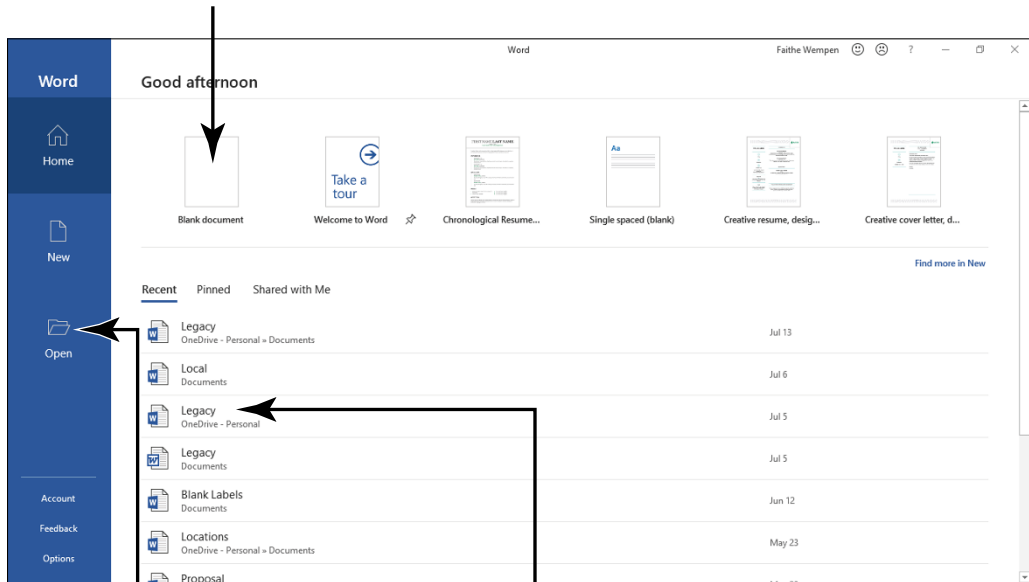 Word
Faithe Wempen
?
Word
Good afternoon
Home
New
Open
Account
Feedback
Options
Take a
tour
Aa
Blank document
Welcome to Word
Chronological Resume...
Single spaced (blank)
Creative resume, desig...
Creative cover letter, d...
Find more in New
Recent Pinned Shared with Me
Legacy
OneDrive - Personal » Documents
Jul 13
Local
Documents
Jul 6
Legacy
OneDrive - Personal
Jul 5
Legacy
Documents
Jul 5
Blank Labels
Documents
Jun 12
Locations
OneDrive - Personal » Documents
May 23
Proposal